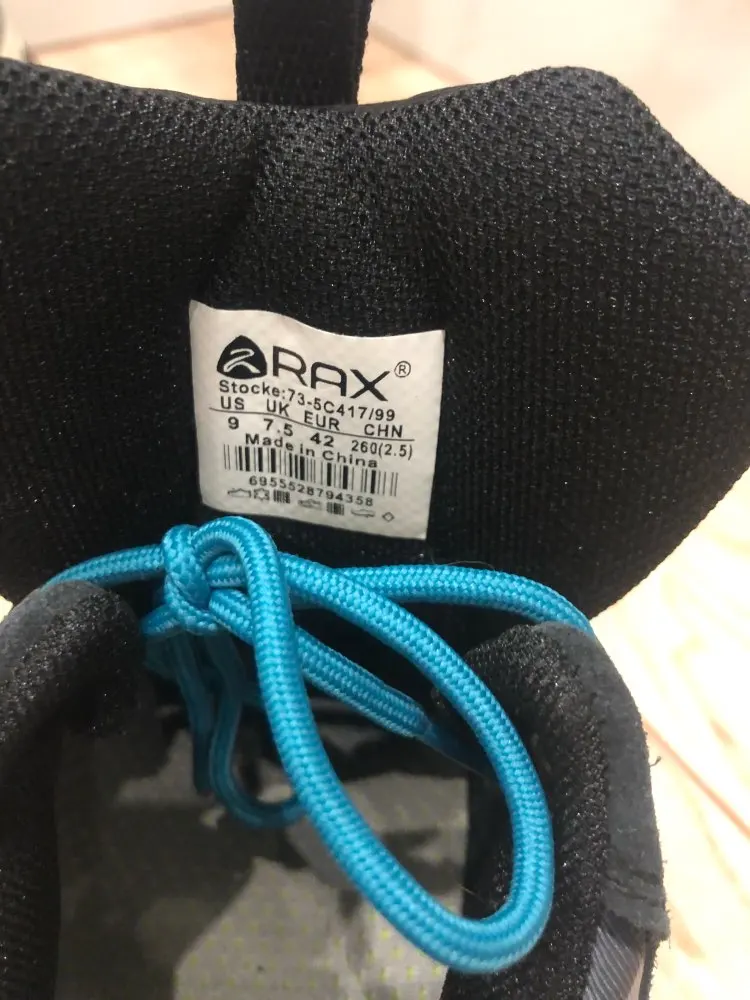 RAX®
Stocke:73-5C417/99
US UK EUR CHN
9 7.5 42 260(2.5)
Made in China
6955528794358